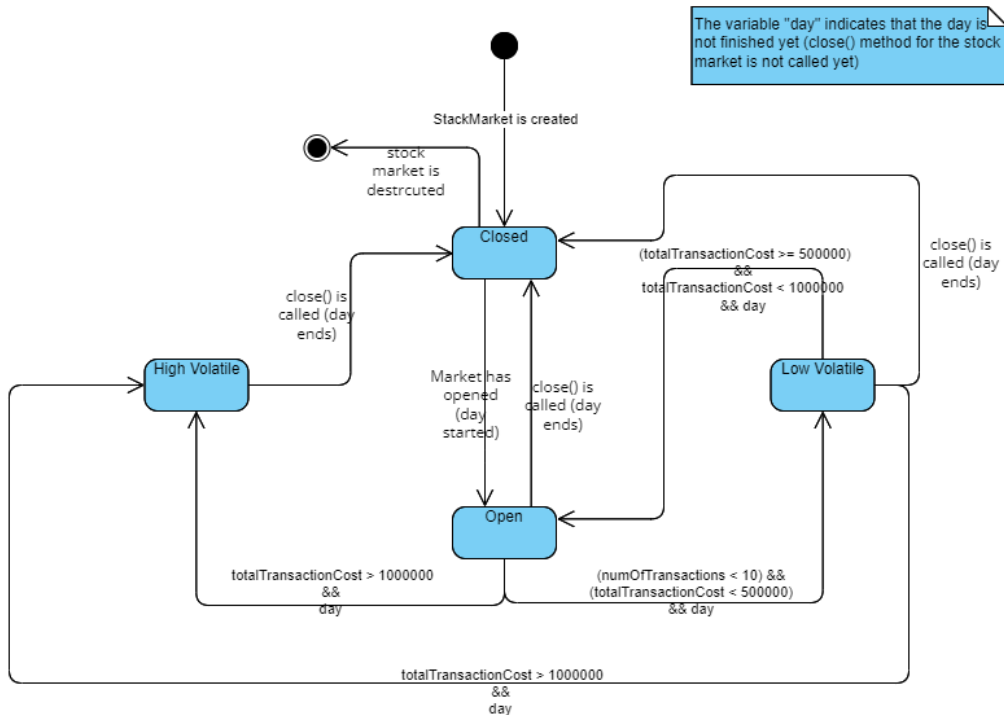 The variable "day" indicates that the day is
not finished yet (close() method for the stock
market is not called yet)
StackMarket is created
stock
market is
destrcuted
Closed
(totalTransactionCost >= 500000)
&&
totalTransactionCost < 1000000
&& day
close() is
called (day
ends)
close() is
called (day
ends)
High Volatile
Low Volatile
Market has
opened
(day
started)
close() is
called (day
ends)
Open
totalTransactionCost > 1000000
&&
day
(numOfTransactions < 10) &&
(totalTransactionCost < 500000)
&& day
totalTransactionCost > 1000000
&&
day